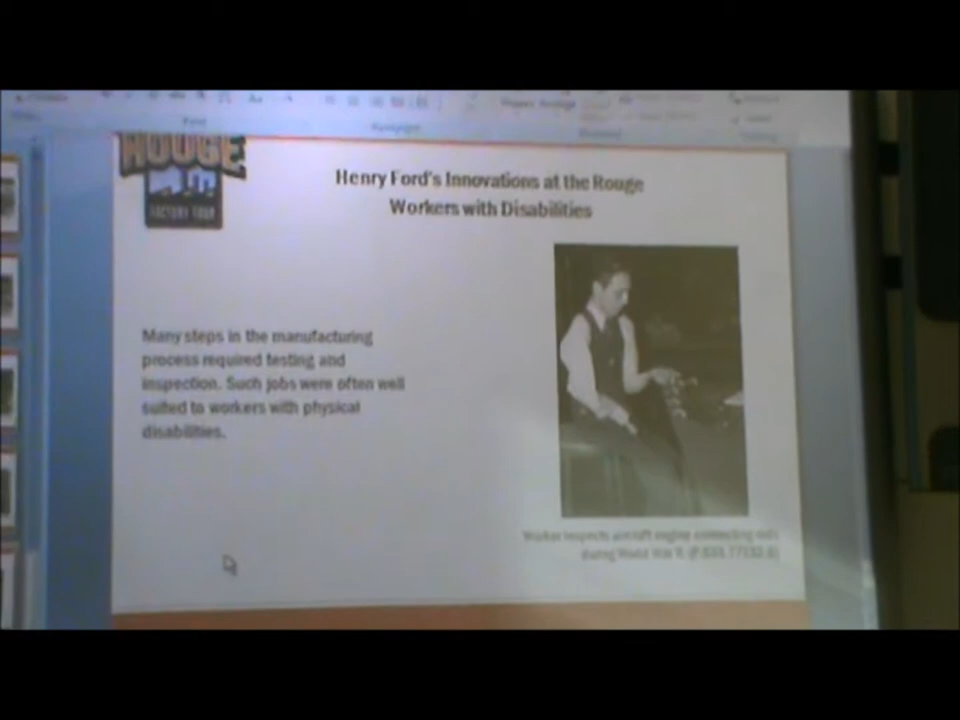 ROUGE
FACTORY TOUR
Henry Ford's Innovations at the Rouge
Workers with Disabilities
Many steps in the manufacturing
process required testing and
inspection. Such jobs were often well
suited to workers with physical
disabilities.
Worker inspects aircraft engine connecting rods
during World War II.